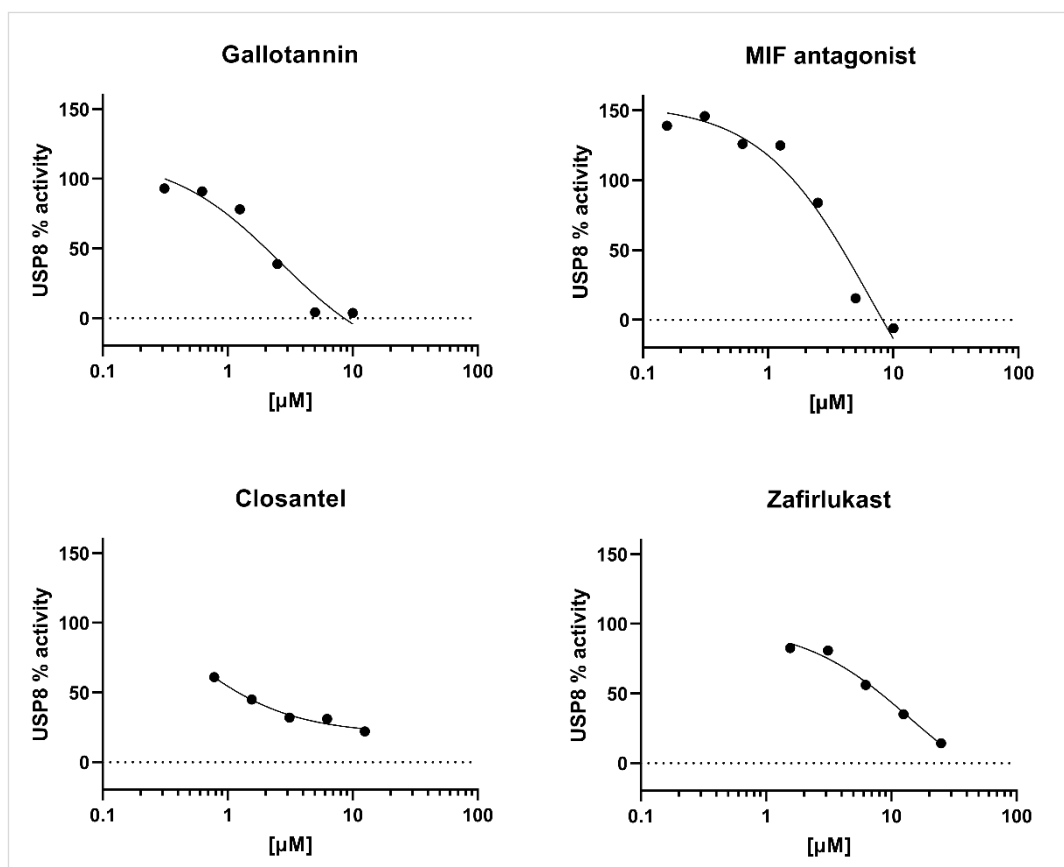 Gallotannin
USP8 % activity
150
100
50
0
0.1 1 10 100
[µM]
MIF antagonist
USP8 % activity
150
100
50
0
0.1 1 10 100
[µM]
Closantel
USP8 % activity
150
100
50
0
0.1 1 10 100
[µM]
Zafirlukast
USP8 % activity
150
100
50
0
0.1 1 10 100
[µM]